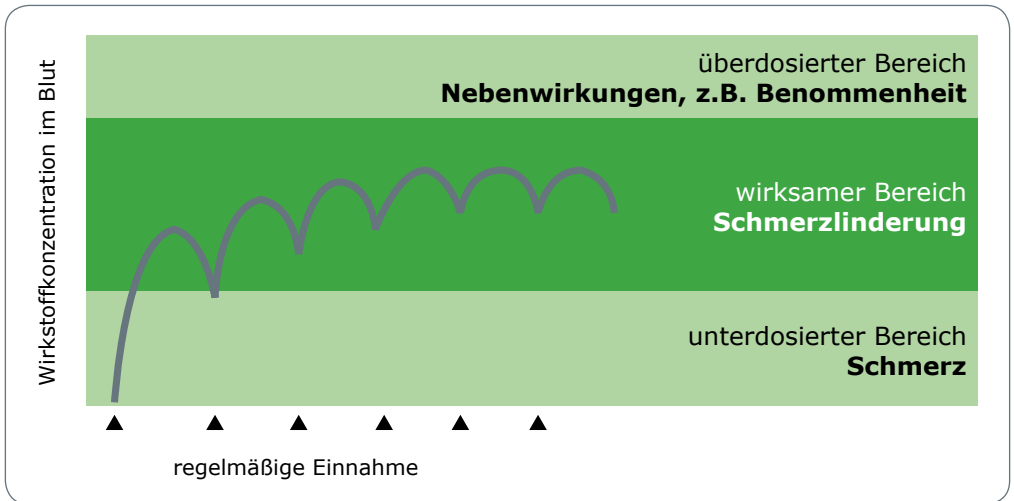 Wirkstoffkonzentration im Blut
überdosierter Bereich
Nebenwirkungen, z.B. Benommenheit
wirksamer Bereich
Schmerzlinderung
unterdosierter Bereich
Schmerz
regelmäßige Einnahme